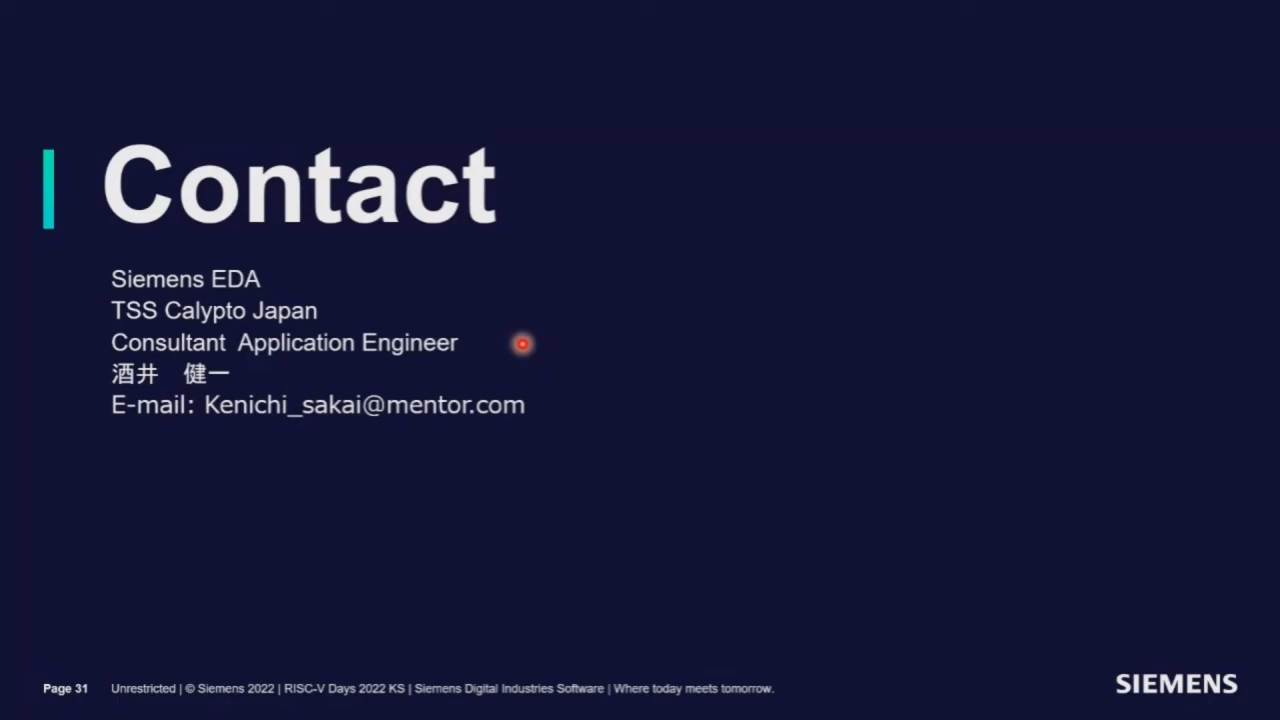 Contact
Siemens EDA
TSS Calypto Japan
Consultant  Application Engineer
酒井　健一
E-mail: Kenichi_sakai@mentor.com
Page 31 Unrestricted | © Siemens 2022 | RISC-V Days 2022 KS | Siemens Digital Industries Software | Where today meets tomorrow.
SIEMENS